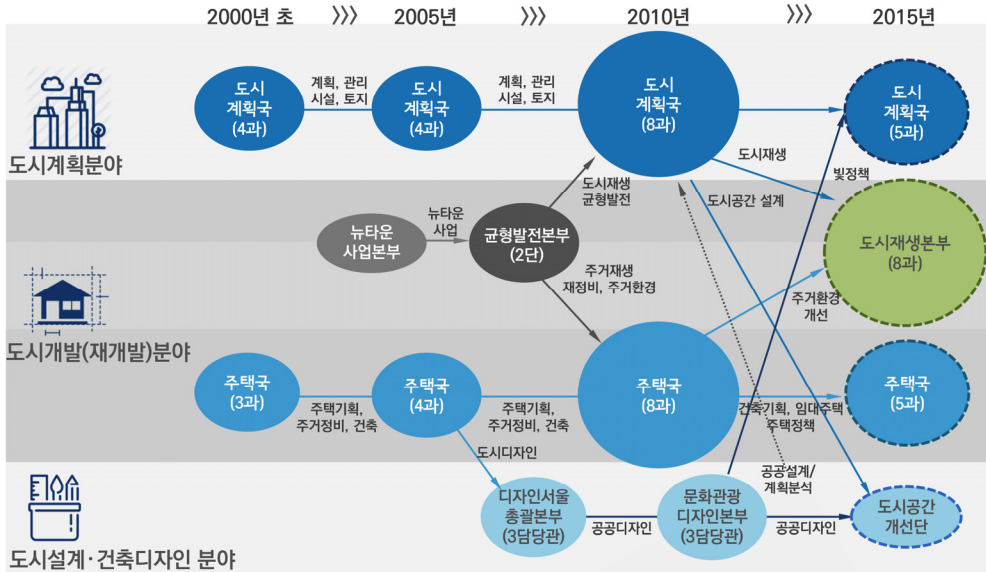 2000년 초
>>>
2005년
>>>
2010년
>>>
2015년
도시계획분야
도시
계획국
(4과)
계획, 관리
시설, 토지
도시
계획국
(4과)
계획, 관리
시설, 토지
도시
계획국
(8과)
도시
계획국
(5과)
도시재생
빛정책
도시공간 설계
도시재생
균형발전
뉴타운
사업본부
뉴타운
사업
균형발전본부
(2단)
도시재생본부
(8과)
주거재생
재정비, 주거환경
주거환경
개선
도시개발(재개발)분야
주택국
(3과)
주택기획,
주거정비, 건축
주택국
(4과)
주택기획,
주거정비, 건축
주택국
(8과)
건축기획, 임대주택
주택정책
주택국
(5과)
도시디자인
공공설계/
계획분석
디자인서울
총괄본부
(3담당관)
공공디자인
문화관광
디자인본부
(3담당관)
공공디자인
도시공간
개선단
도시설계·건축디자인 분야